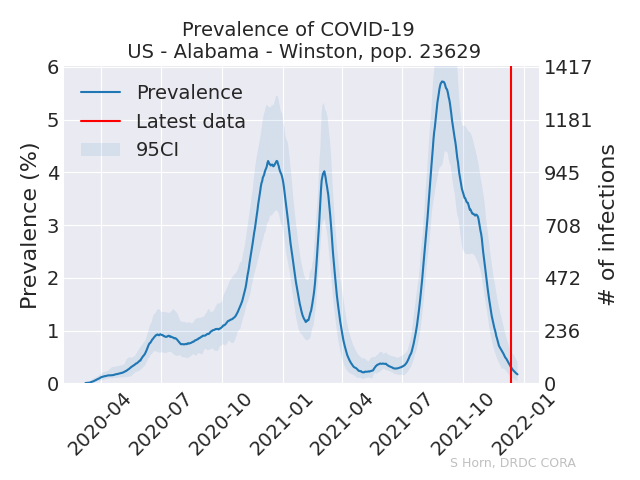 Prevalence of COVID-19
US - Alabama - Winston, pop. 23629
Prevalence
Latest data
95CI
Prevalence (%)
6
5
4
3
2
1
0
1417
1181
945
708
472
236
0
# of infections
2020-04
2020-07
2020-10
2021-01
2021-04
2021-07
2021-10
2022-01
S Horn, DRDC CORA